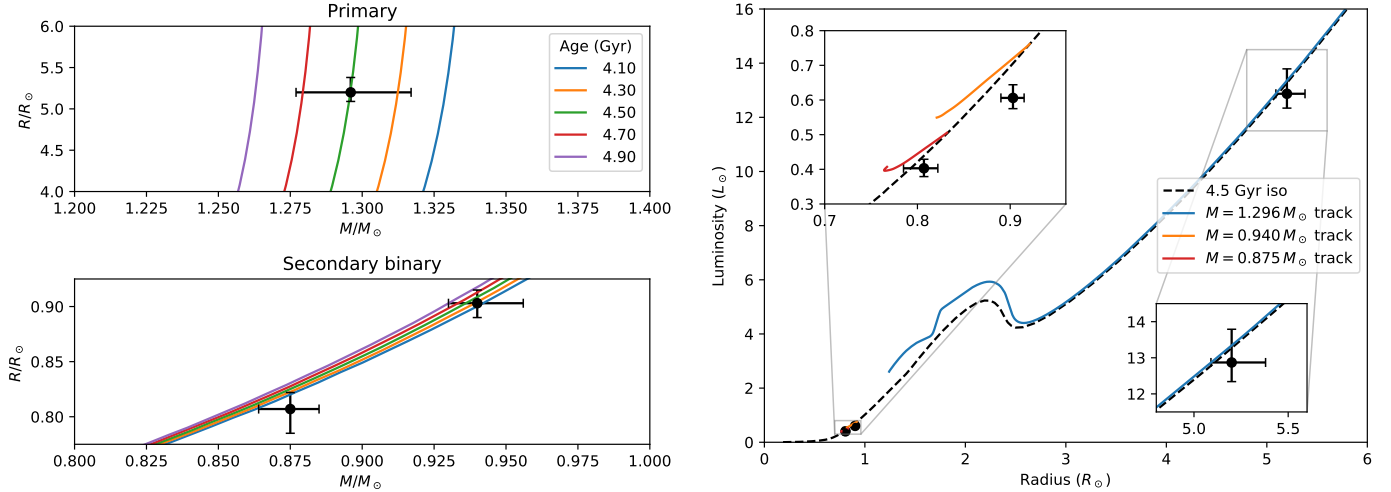 Primary
R/R☉
6.0
5.5
5.0
4.5
4.0
1.200 1.225 1.250 1.275 1.300 1.325 1.350 1.375 1.400
M/M☉
Age (Gyr)
4.10
4.30
4.50
4.70
4.90
Secondary binary
R/R☉
0.90
0.85
0.80
0.800 0.825 0.850 0.875 0.900 0.925 0.950 0.975 1.000
M/M☉
Luminosity (L☉)
16
14
12
10
8
6
4
2
0
0 1 2 3 4 5 6
Radius (R☉)
0.8
0.7
0.6
0.5
0.4
0.3
0.7 0.8 0.9
4.5 Gyr iso
M = 1.296 M☉ track
M = 0.940 M☉ track
M = 0.875 M☉ track
14
13
12
5.0 5.5